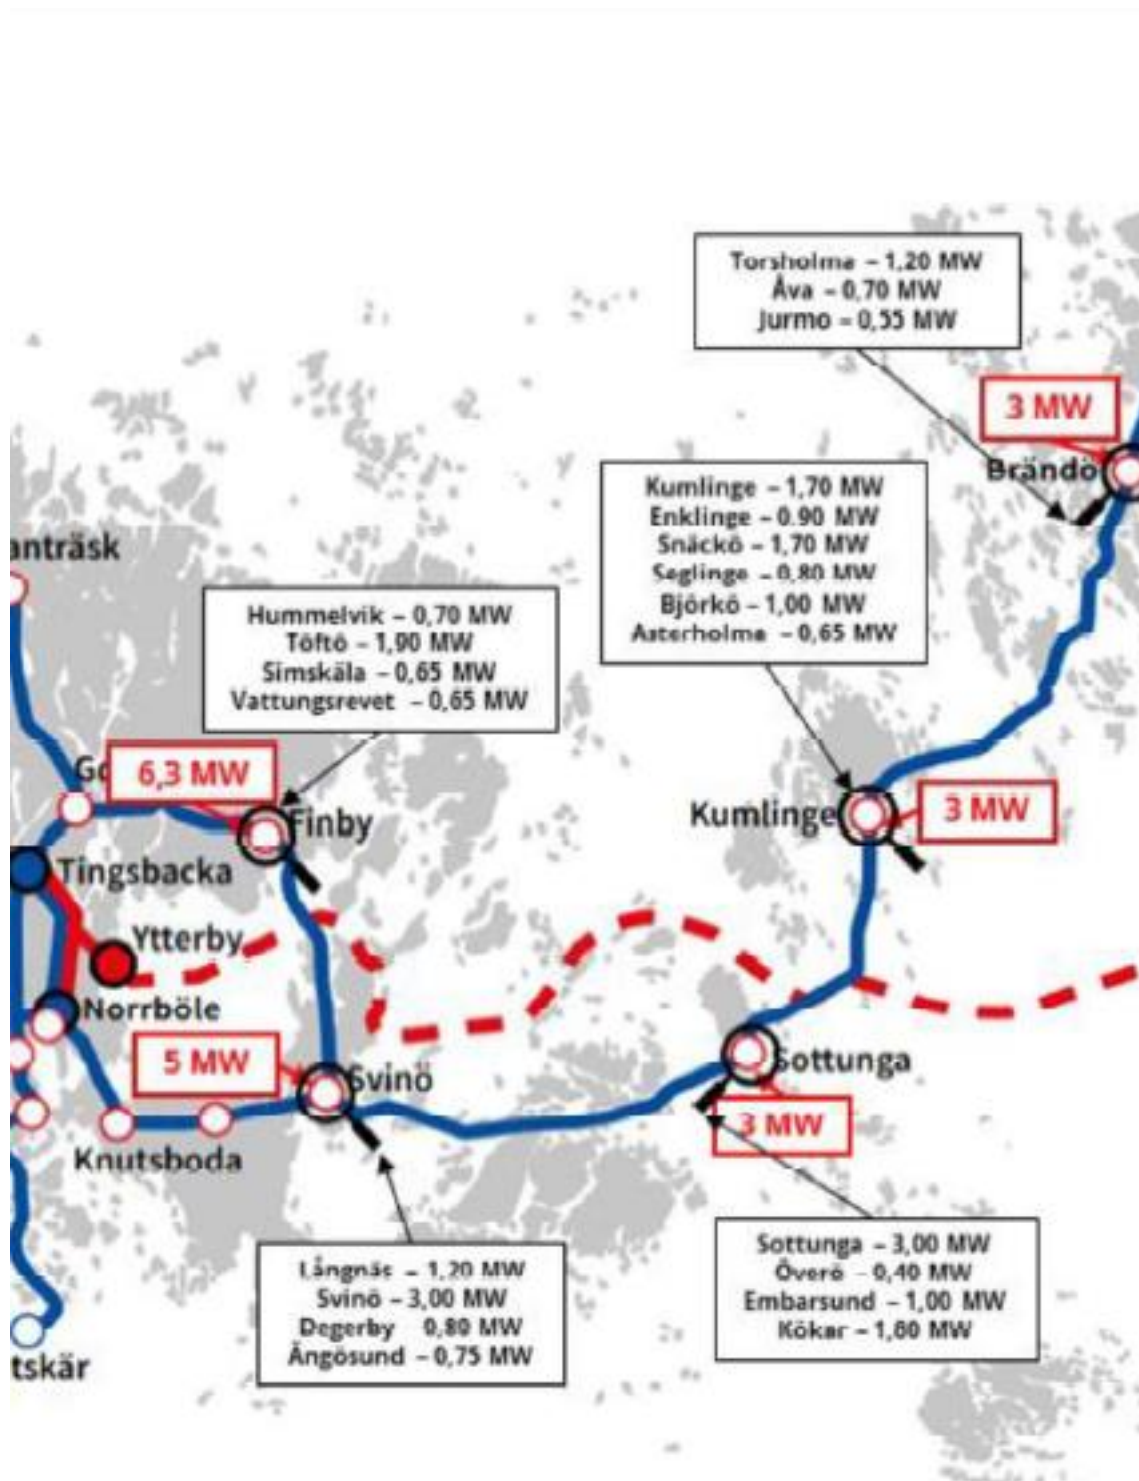 Torsholma – 1,20 MW
Åva – 0,70 MW
Jurmo – 0,55 MW
3 MW
Brändö
Kumlinge – 1,70 MW
Enklinge – 0.90 MW
Snäckö – 1,70 MW
Seglinge – 0,80 MW
Björkö – 1,00 MW
Asterholma – 0,65 MW
anträsk
Hummelvik – 0,70 MW
Töftö – 1,90 MW
Simskäla – 0,65 MW
Vattungsrevet – 0,65 MW
Go
6,3 MW
Finby
Kumlinge
3 MW
Tingsbacka
Ytterby
Norrböle
5 MW
Svinö
Sottunga
3 MW
Knutsboda
Långnäs – 1,20 MW
Svinö – 3,00 MW
Degerby 0,80 MW
Ängösund – 0,75 MW
Sottunga – 3,00 MW
Överö – 0,40 MW
Embarsund – 1,00 MW
Kökar – 1,60 MW
tskär